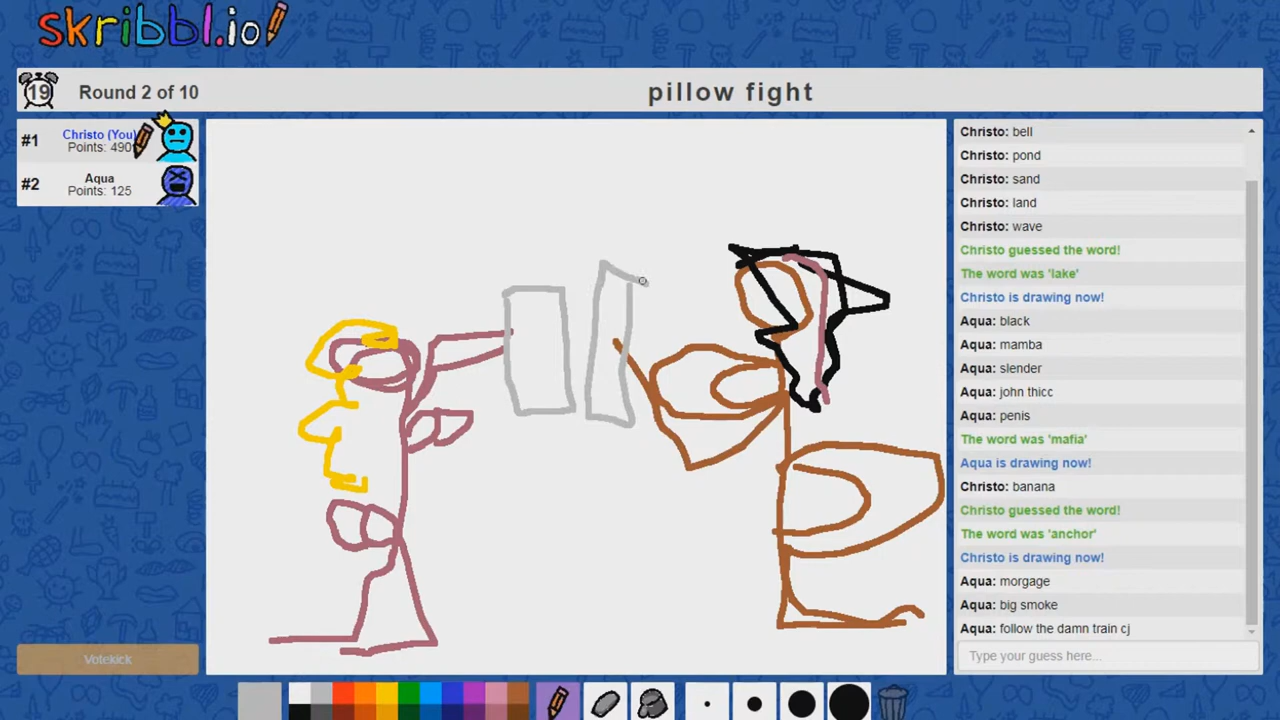 skribbl.io!
19 Round 2 of 10 pillow fight
#1 Christo (You)
Points: 490
#2 Aqua
Points: 125
Christo: bell
Christo: pond
Christo: sand
Christo: land
Christo: wave
Christo guessed the word!
The word was 'lake'
Christo is drawing now!
Aqua: black
Aqua: mamba
Aqua: slender
Aqua: john thicc
Aqua: penis
The word was 'mafia'
Aqua is drawing now!
Christo: banana
Christo guessed the word!
The word was 'anchor'
Christo is drawing now!
Aqua: morgage
Aqua: big smoke
Aqua: follow the damn train cj
Type your guess here...
Votekick